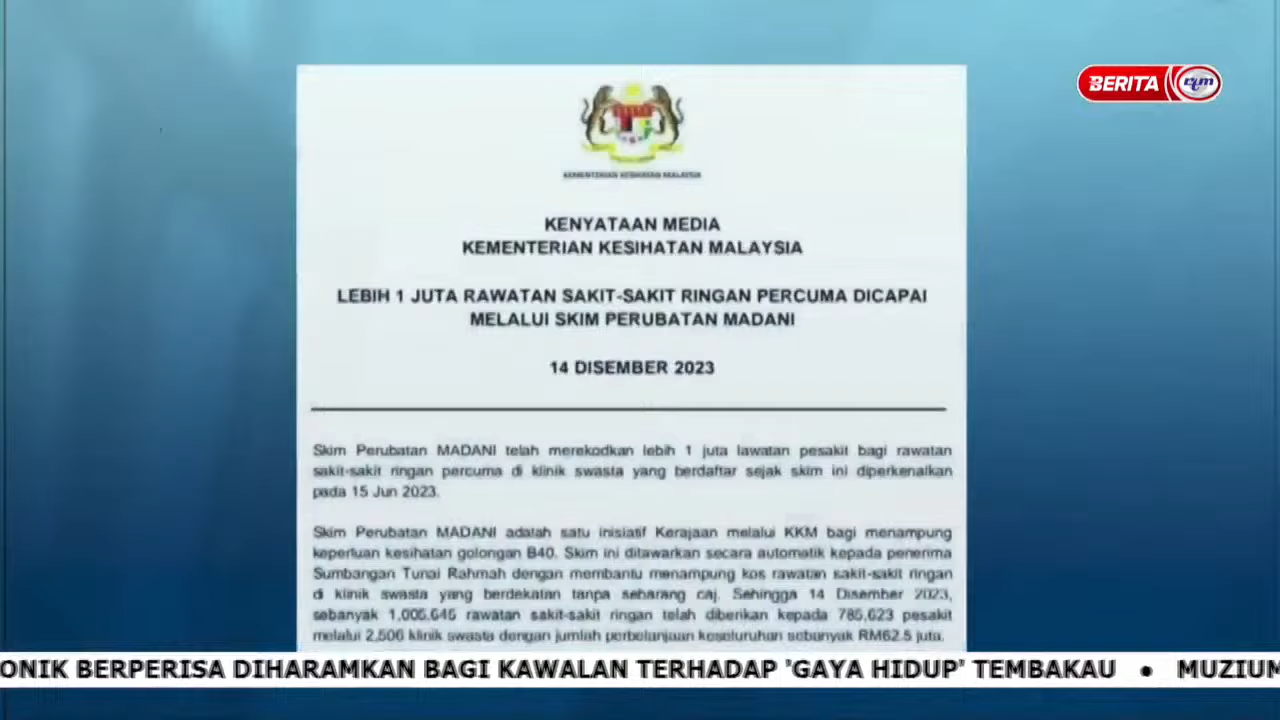 BERITA rtm
KEMENTERIAN KESIHATAN MALAYSIA
KENYATAAN MEDIA
KEMENTERIAN KESIHATAN MALAYSIA
LEBIH 1 JUTA RAWATAN SAKIT-SAKIT RINGAN PERCUMA DICAPAI
MELALUI SKIM PERUBATAN MADANI
14 DISEMBER 2023
Skim Perubatan MADANI telah merekodkan lebih 1 juta lawatan pesakit bagi rawatan
sakit-sakit ringan percuma di klinik swasta yang berdaftar sejak skim ini diperkenalkan
pada 15 Jun 2023.
Skim Perubatan MADANI adalah satu inisiatif Kerajaan melalui KKM bagi menampung
keperluan kesihatan golongan B40. Skim ini ditawarkan secara automatik kepada penerima
Sumbangan Tunai Rahmah dengan membantu menampung kos rawatan sakit-sakit ringan
di klinik swasta yang berdekatan tanpa sebarang caj. Sehingga 14 Disember 2023,
sebanyak rawatan sakit-sakit ringan telah diberikan kepada 785,623 pesakit
melalui 2,506 klinik swasta dengan jumlah perbelanjaan keseluruhan sebanyak RM62.5 juta.
ONIK BERPERISA DIHARAMKAN BAGI KAWALAN TERHADAP 'GAYA HIDUP' TEMBAKAU • MUZIUM